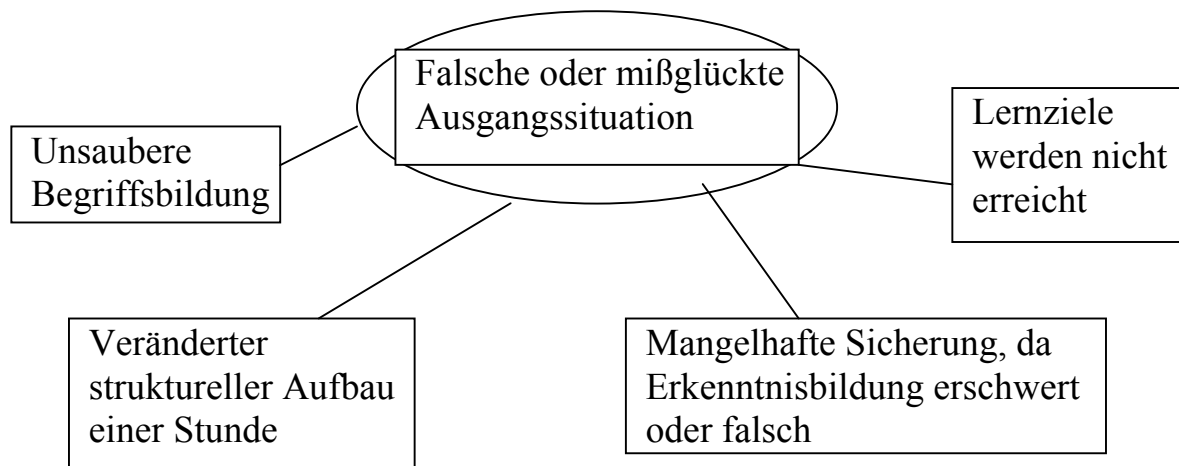 Falsche oder mißglückte
Ausgangssituation
Unsaubere
Begriffsbildung
Lernziele
werden nicht
erreicht
Veränderter
struktureller Aufbau
einer Stunde
Mangelhafte Sicherung, da
Erkenntnisbildung erschwert
oder falsch